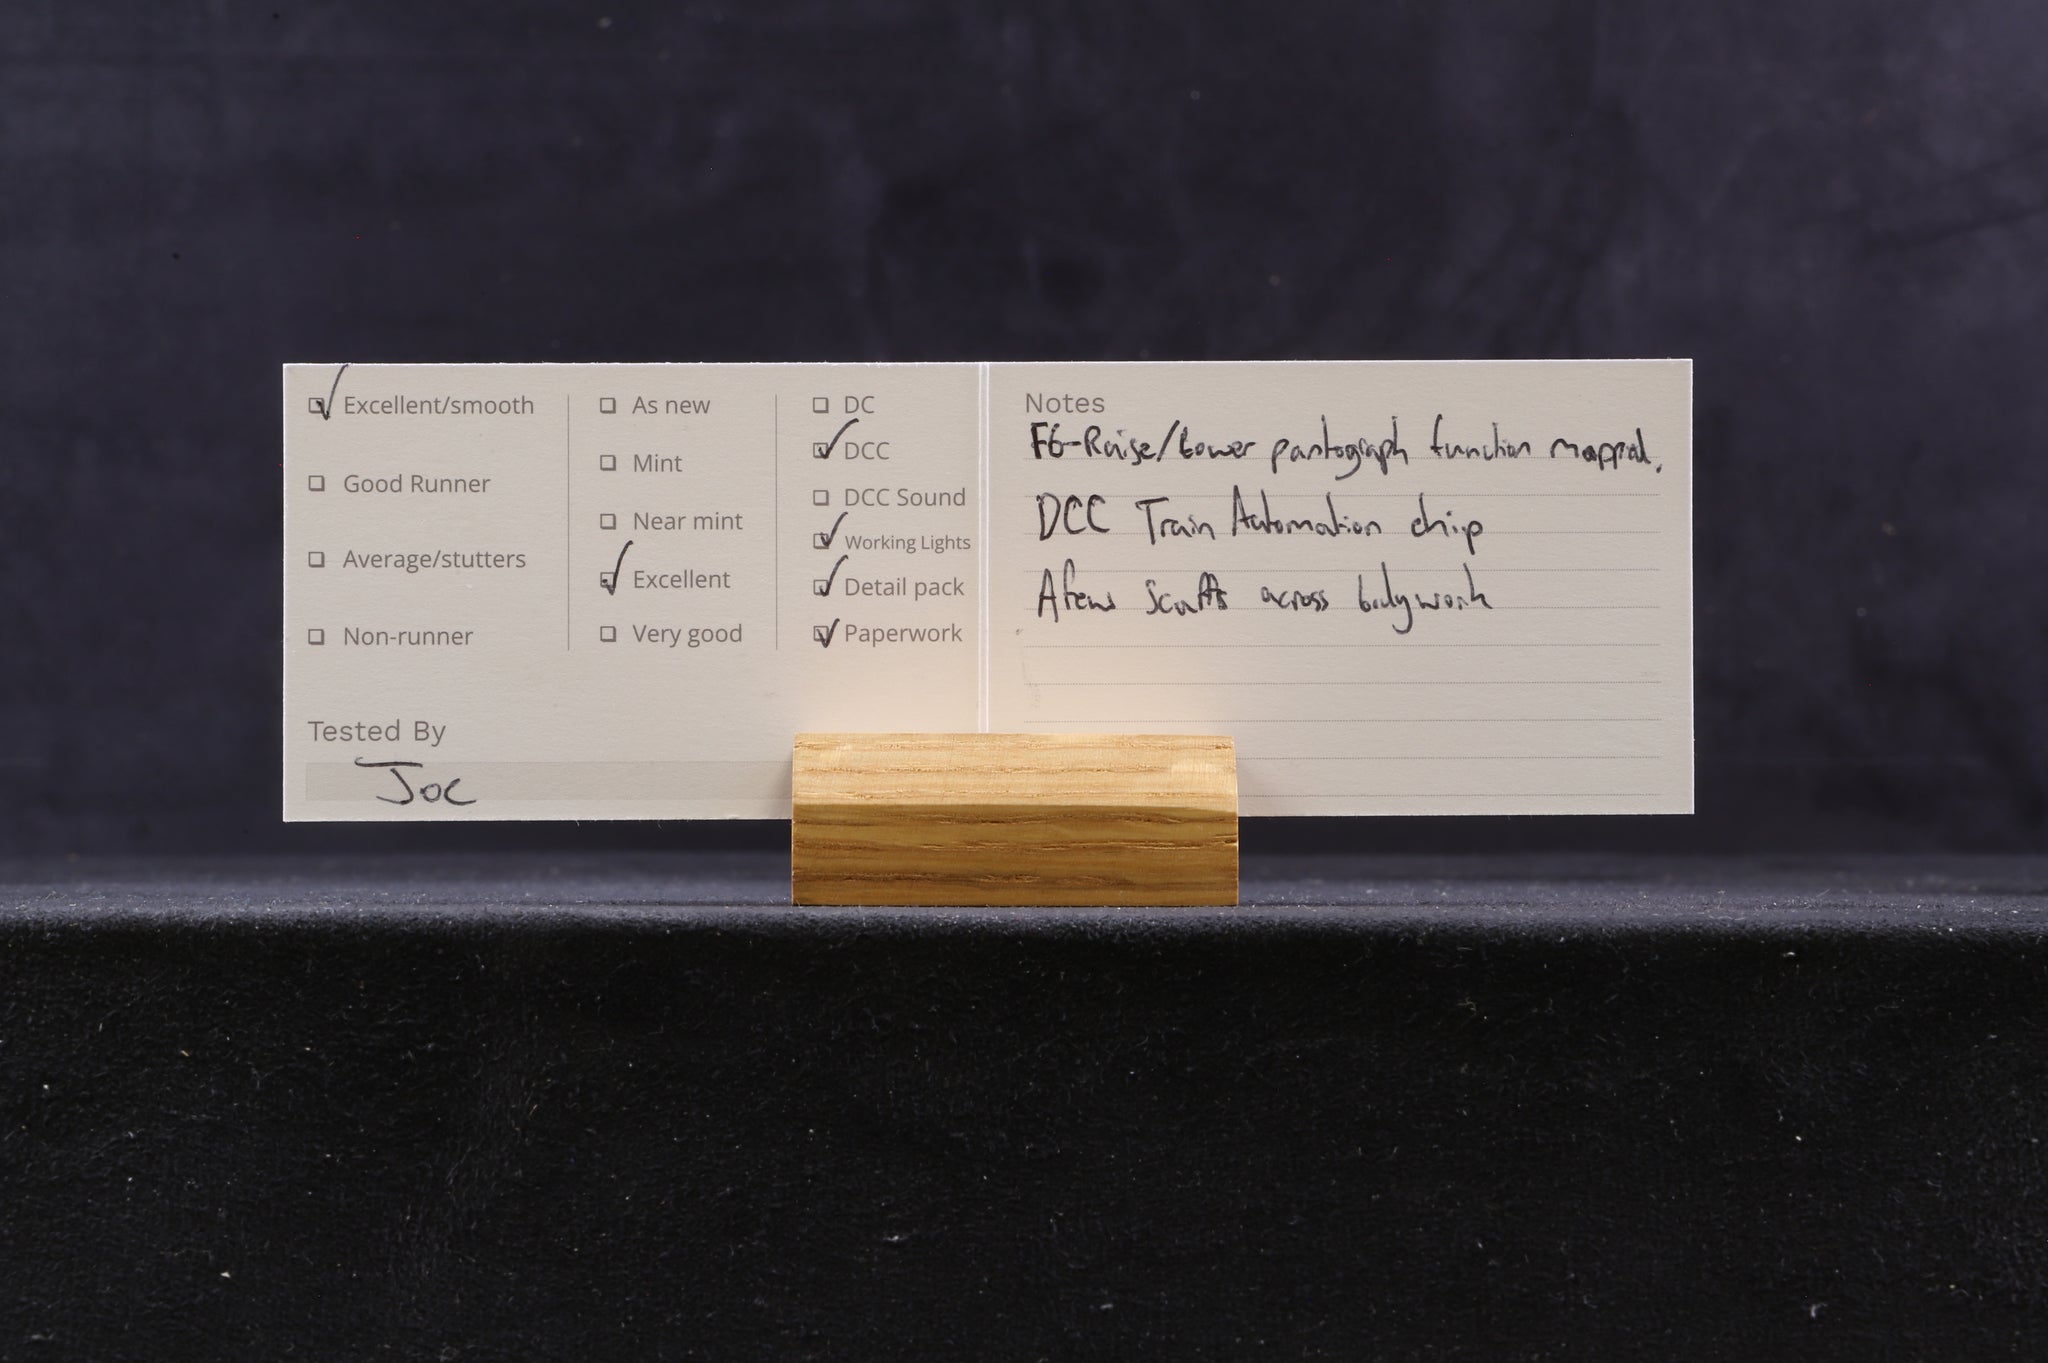 Excellent/smooth
Good Runner
Average/stutters
Non-runner
As new
Mint
Near mint
Excellent
Very good
DC
DCC
DCC Sound
Working Lights
Detail pack
Paperwork
Tested By
Joe
Notes
F6-Raise/Lower pantograph function mapped.
DCC Train Automation chip
A few scuffs across bodywork